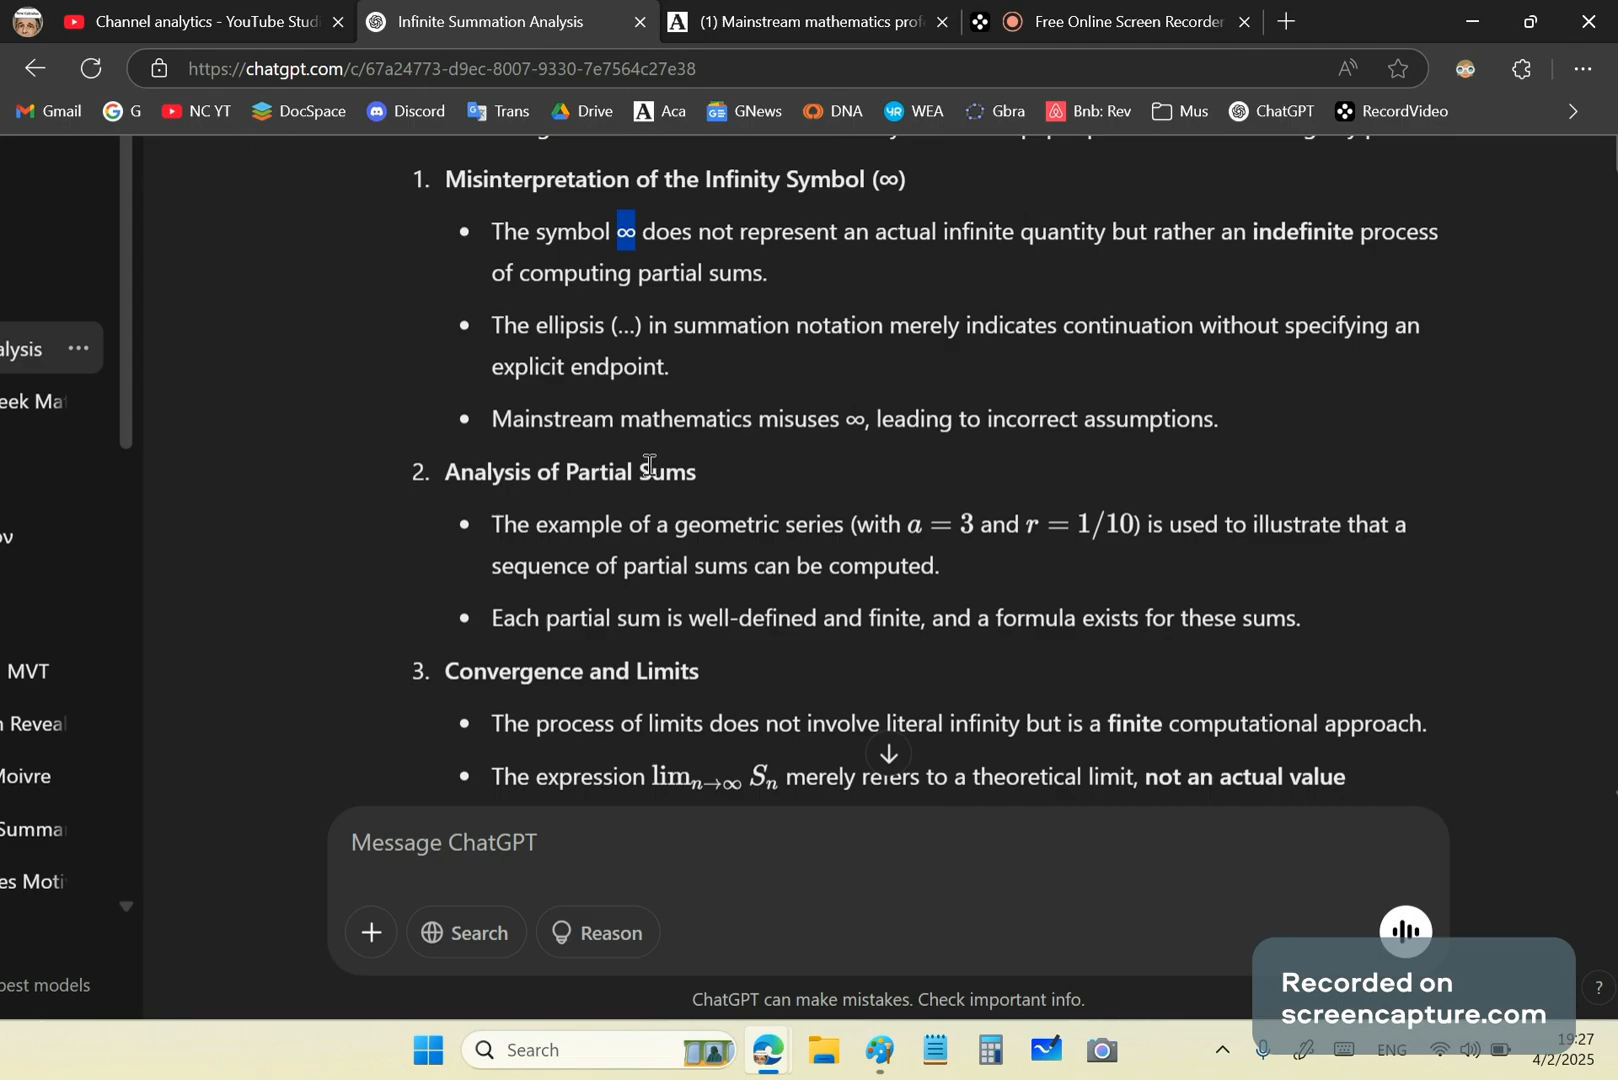 Channel analytics - YouTube Studi
Infinite Summation Analysis
(1) Mainstream mathematics prof
Free Online Screen Recorder
https://chatgpt.com/c/67a24773-d9ec-8007-9330-7e7564c27e38
Gmail
G
NC YT
DocSpace
Discord
Trans
Drive
Aca
GNews
DNA
WEA
Gbra
Bnb: Rev
Mus
ChatGPT
RecordVideo
1. Misinterpretation of the Infinity Symbol (∞)
• The symbol ∞ does not represent an actual infinite quantity but rather an indefinite process
of computing partial sums.
• The ellipsis (...) in summation notation merely indicates continuation without specifying an
explicit endpoint.
• Mainstream mathematics misuses ∞, leading to incorrect assumptions.
2. Analysis of Partial Sums
• The example of a geometric series (with a = 3 and r = 1/10) is used to illustrate that a
sequence of partial sums can be computed.
• Each partial sum is well-defined and finite, and a formula exists for these sums.
3. Convergence and Limits
• The process of limits does not involve literal infinity but is a finite computational approach.
• The expression lim n→∞ Sn merely refers to a theoretical limit, not an actual value
alysis
eek Ma
ov
MVT
n Reveal
Moivre
Summa
es Moti
best models
Message ChatGPT
Search
Reason
ChatGPT can make mistakes. Check important info.
?
Recorded on
screencapture.com
Search
ENG
19:27
4/2/2025